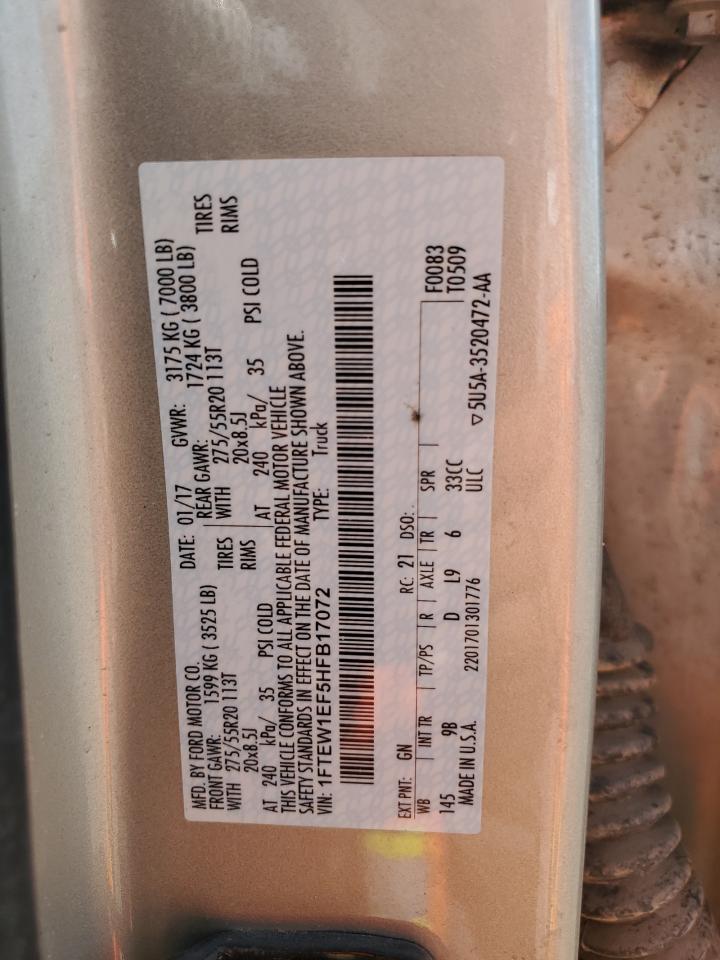 MFD. BY FORD MOTOR CO.
DATE: 01/17 GVWR: 3175 KG ( 7000 LB)
FRONT GAWR: 1599 KG ( 3525 LB) REAR GAWR: 1724 KG ( 3800 LB)
WITH 275/55R20 113T TIRES WITH 275/55R20 113T TIRES
20x8.5J RIMS 20x8.5J RIMS
AT 240 kPa/ 35 PSI COLD AT 240 kPa/ 35 PSI COLD
THIS VEHICLE CONFORMS TO ALL APPLICABLE FEDERAL MOTOR VEHICLE
SAFETY STANDARDS IN EFFECT ON THE DATE OF MANUFACTURE SHOWN ABOVE.
VIN: 1FTEW1EF5HFB17072 TYPE: Truck
EXT PNT: GN RC: 21 DSO: F0083
WB INT TR TP/PS R AXLE TR SPR T0509
145 9B D L9 6 33CC
MADE IN U.S.A. 2201701301776 ULC ▽5U5A-3520472-AA